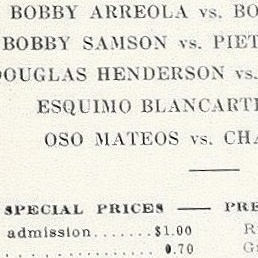 BOBBY ARREOLA vs. BO
BOBBY SAMSON vs. PIET
DOUGLAS HENDERSON vs.
ESQUIMO BLANCARTE
OSO MATEOS vs. CHA
SPECIAL PRICES — PRE
admission.......$1.00 R
................ 0.70 G